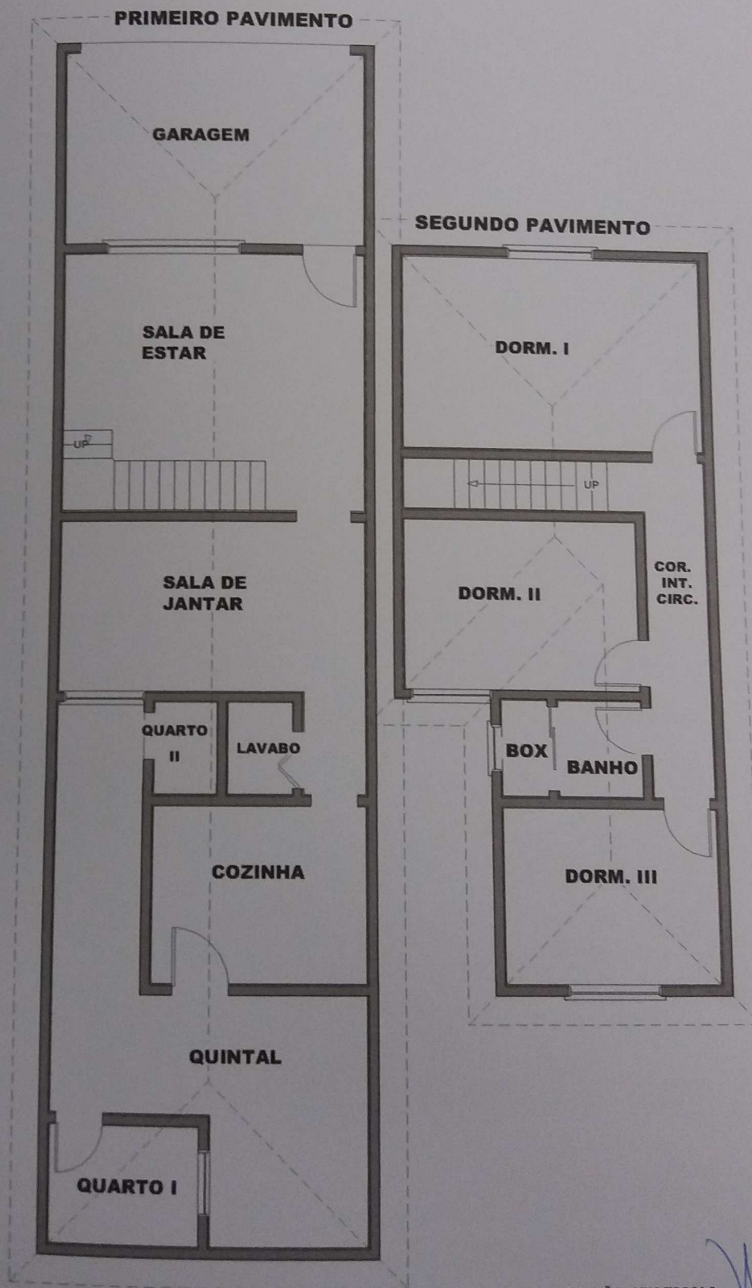 PRIMEIRO PAVIMENTO
GARAGEM
SALA DE
ESTAR
UP
SALA DE
JANTAR
QUARTO
II
LAVABO
COZINHA
QUINTAL
QUARTO I
SEGUNDO PAVIMENTO
DORM. I
UP
DORM. II
COR.
INT.
CIRC.
BOX
BANHO
DORM. III